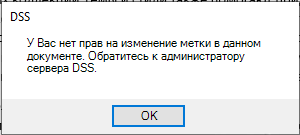 DSS
У Вас нет прав на изменение метки в данном
документе. Обратитесь к администратору
сервера DSS.
OK